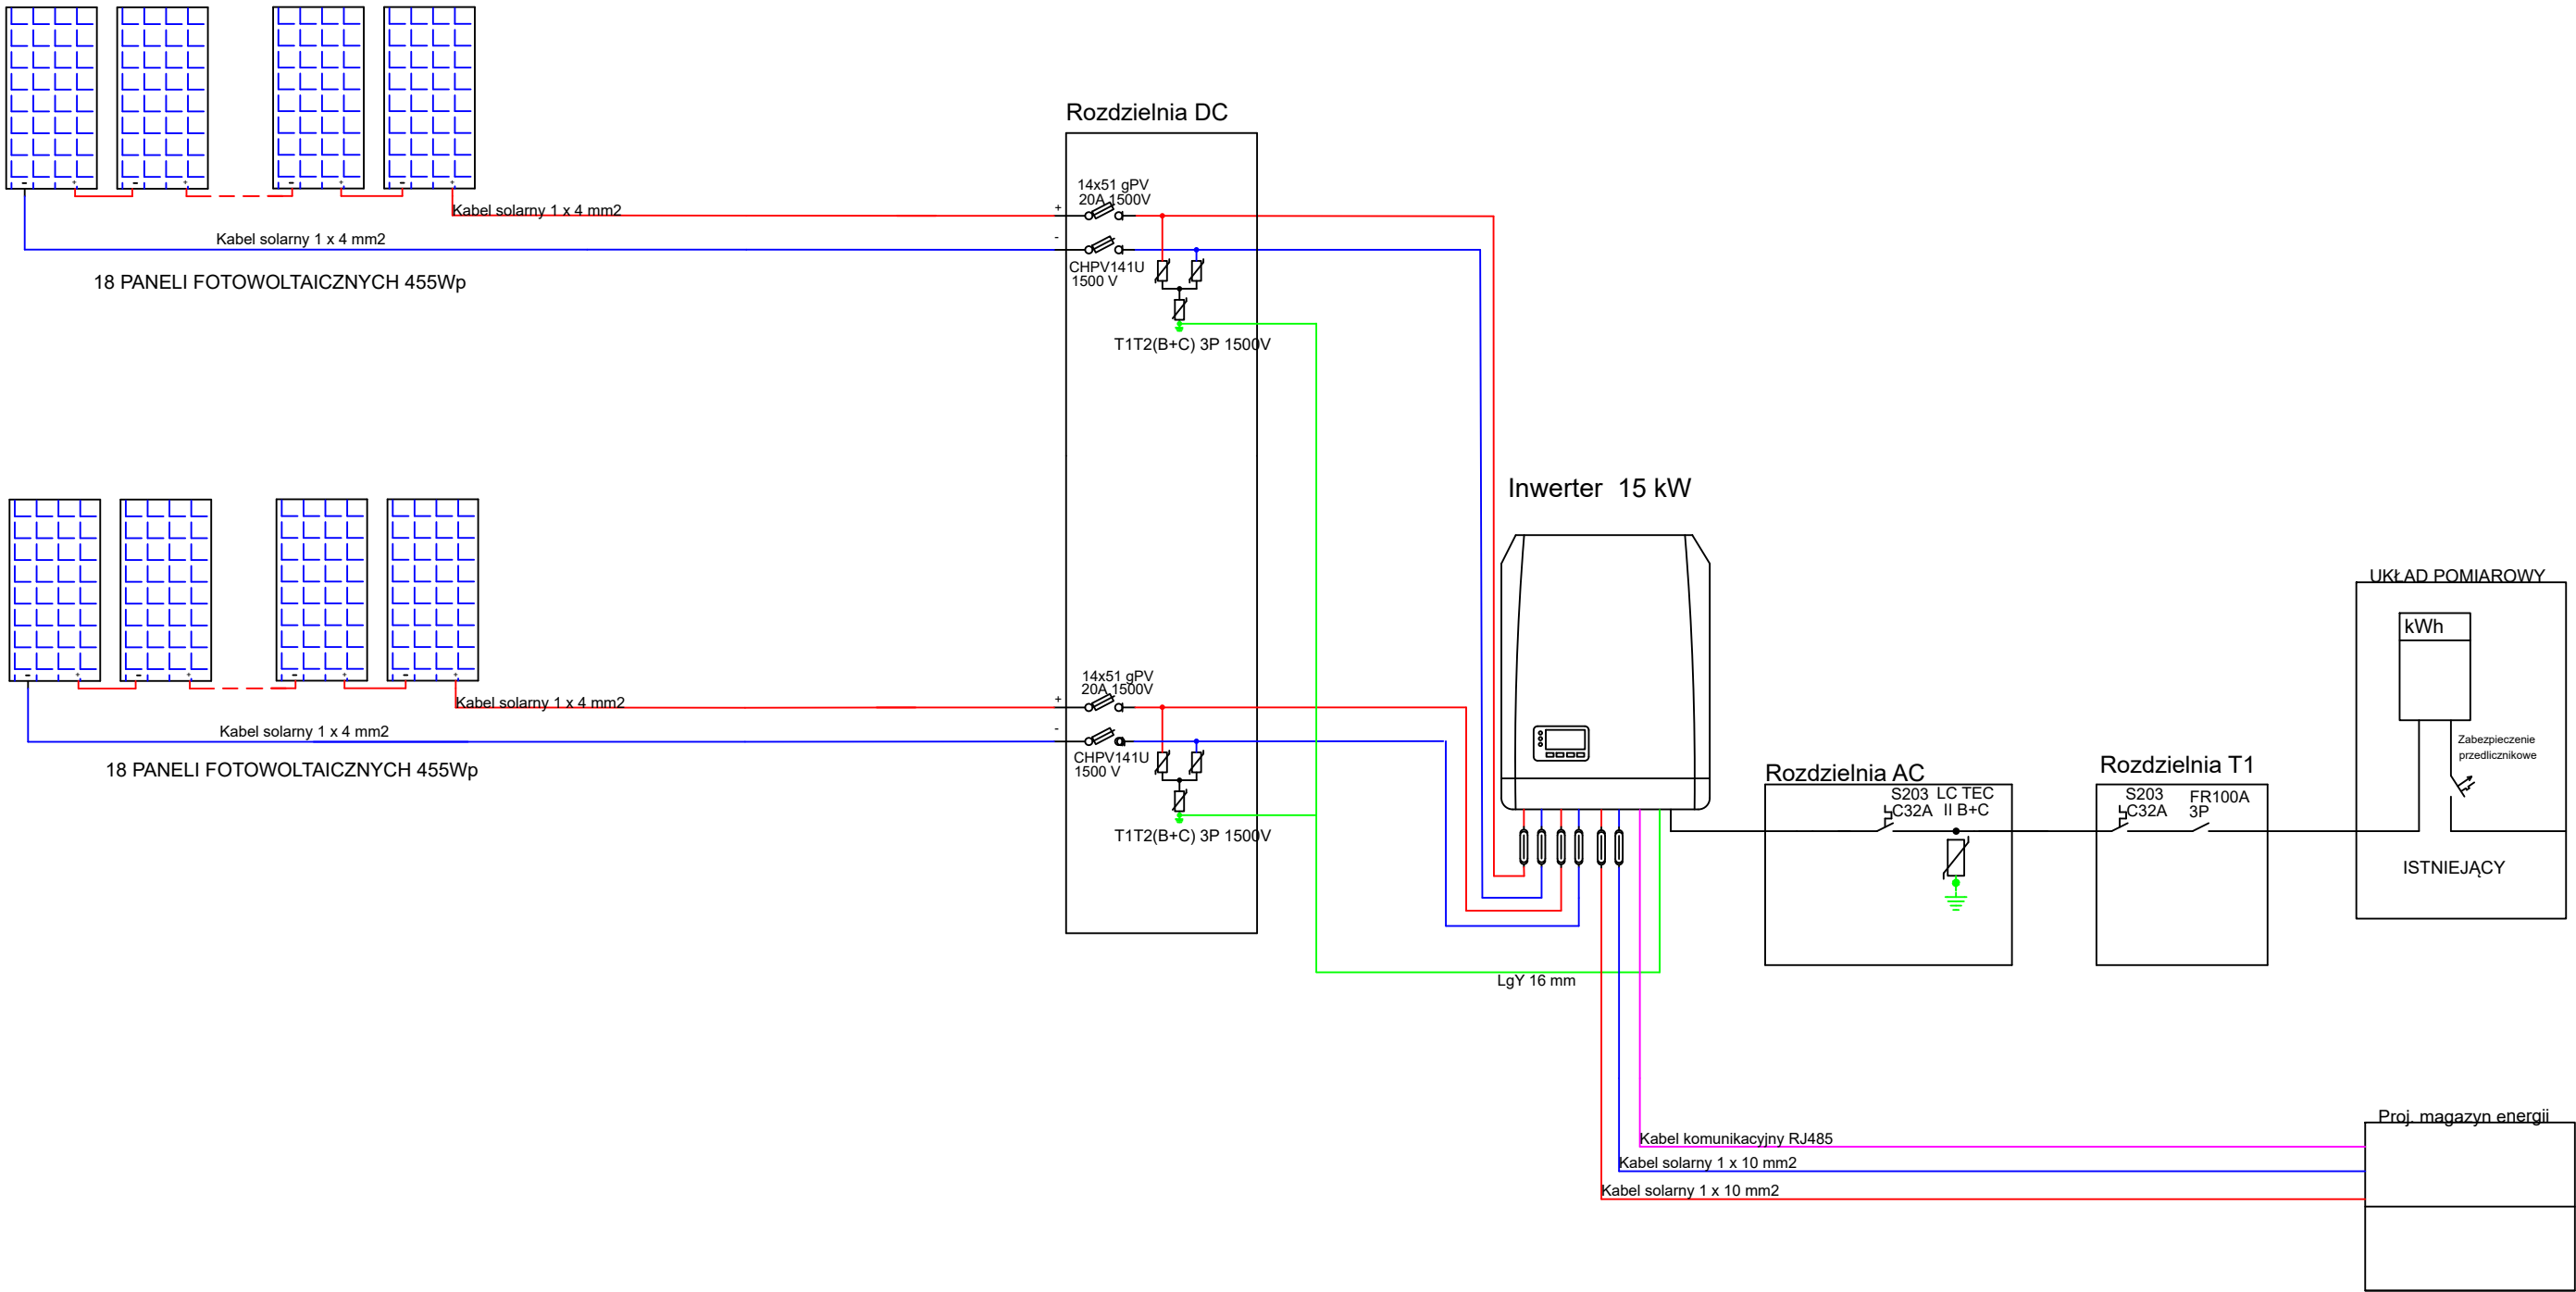 Rozdzielnia DC
14x51 gPV
20A 1500V
Kabel solarny 1 x 4 mm2
+
Kabel solarny 1 x 4 mm2
-
CHPV141U
1500 V
18 PANELI FOTOWOLTAICZNYCH 455Wp
T1T2(B+C) 3P 1500V
Inwerter 15 kW
UKŁAD POMIAROWY
kWh
14x51 gPV
20A 1500V
Kabel solarny 1 x 4 mm2
+
Kabel solarny 1 x 4 mm2
-
CHPV141U
1500 V
18 PANELI FOTOWOLTAICZNYCH 455Wp
T1T2(B+C) 3P 1500V
Zabezpieczenie
przedlicznikowe
Rozdzielnia AC
S203
C32A
LC TEC
II B+C
Rozdzielnia T1
S203
C32A
FR100A
3P
ISTNIEJĄCY
LgY 16 mm
Proj. magazyn energii
Kabel komunikacyjny RJ485
Kabel solarny 1 x 10 mm2
Kabel solarny 1 x 10 mm2